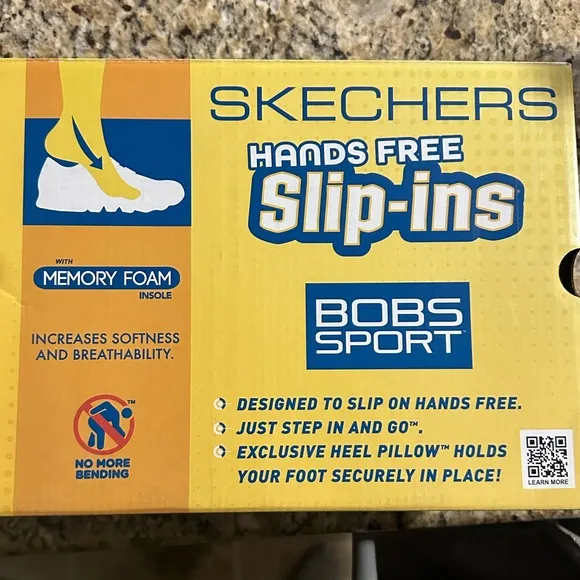 SKECHERS
HANDS FREE
Slip-ins
WITH
MEMORY FOAM
INSOLE
INCREASES SOFTNESS
AND BREATHABILITY.
TM
NO MORE
BENDING
BOBS
SPORT™
DESIGNED TO SLIP ON HANDS FREE.
JUST STEP IN AND GO™.
EXCLUSIVE HEEL PILLOW™ HOLDS
YOUR FOOT SECURELY IN PLACE!
LEARN MORE